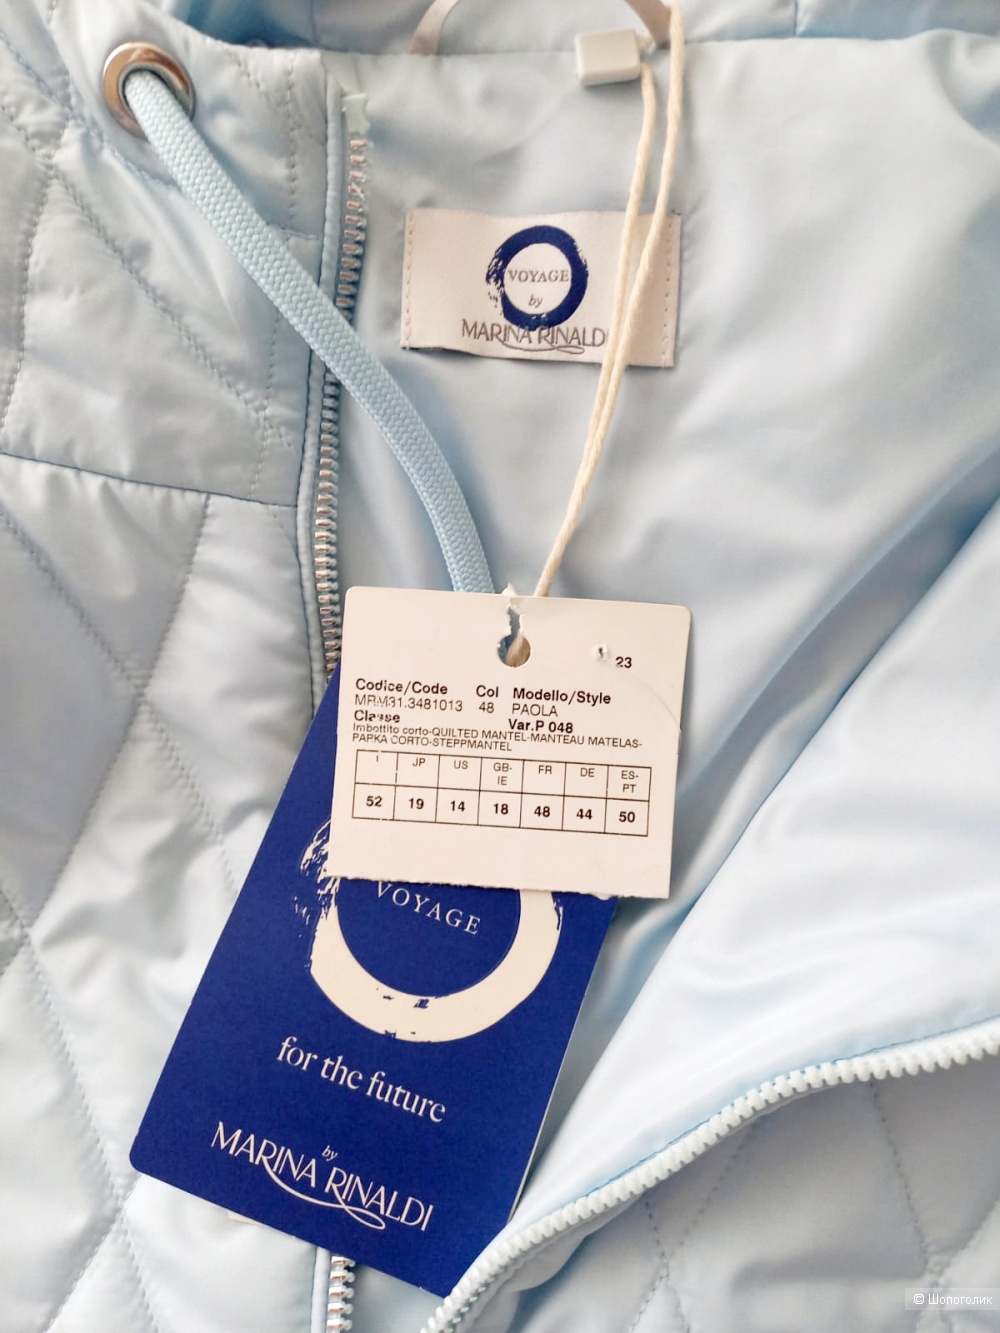 VOYAGE
by
MARINA RINALDI
23
Codice/Code Col Modello/Style
MRM31.3481013 48 PAOLA
Classe Var.P 048
Imbottito corto-QUILTED MANTEL-MANTEAU MATELAS-
PAPKA CORTO-STEPPMANTEL
I JP US GB-IE FR DE ES-PT
52 19 14 18 48 44 50
VOYAGE
for the future
by
MARINA RINALDI
© Шопоголик